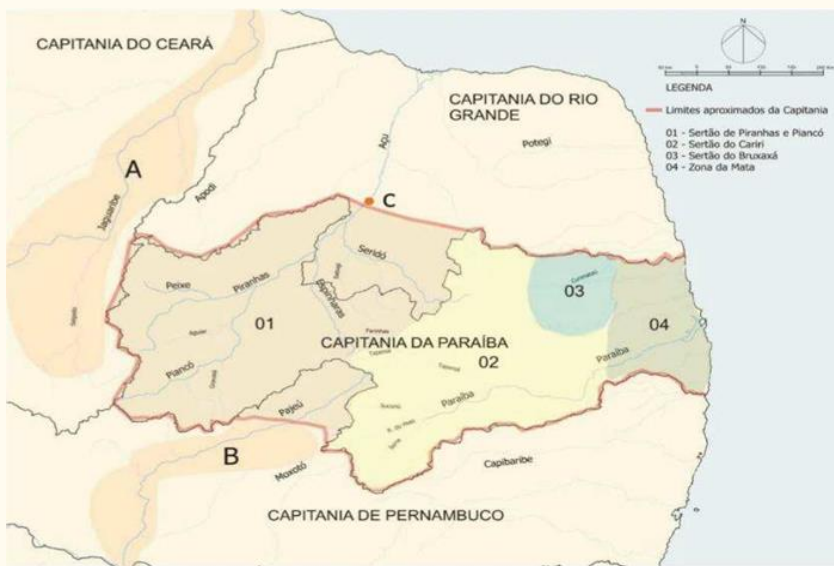 CAPITANIA DO CEARÁ
CAPITANIA DO RIO
GRANDE
N
LEGENDA
Limites aproximados da Capitania
01 - Sertão de Piranhas e Piancó
02 - Sertão do Cariri
03 - Sertão do Bruxaxá
04 - Zona da Mata
A
Jaguaribe
Apodi
Açu
Potegi
C
Peixe
Piranhas
Seridó
Espinharas
01
03
04
CAPITANIA DA PARAÍBA
02
Piancó
Paraíba
Paraíba
Pajeú
B
Moxotó
Capibaribe
CAPITANIA DE PERNAMBUCO